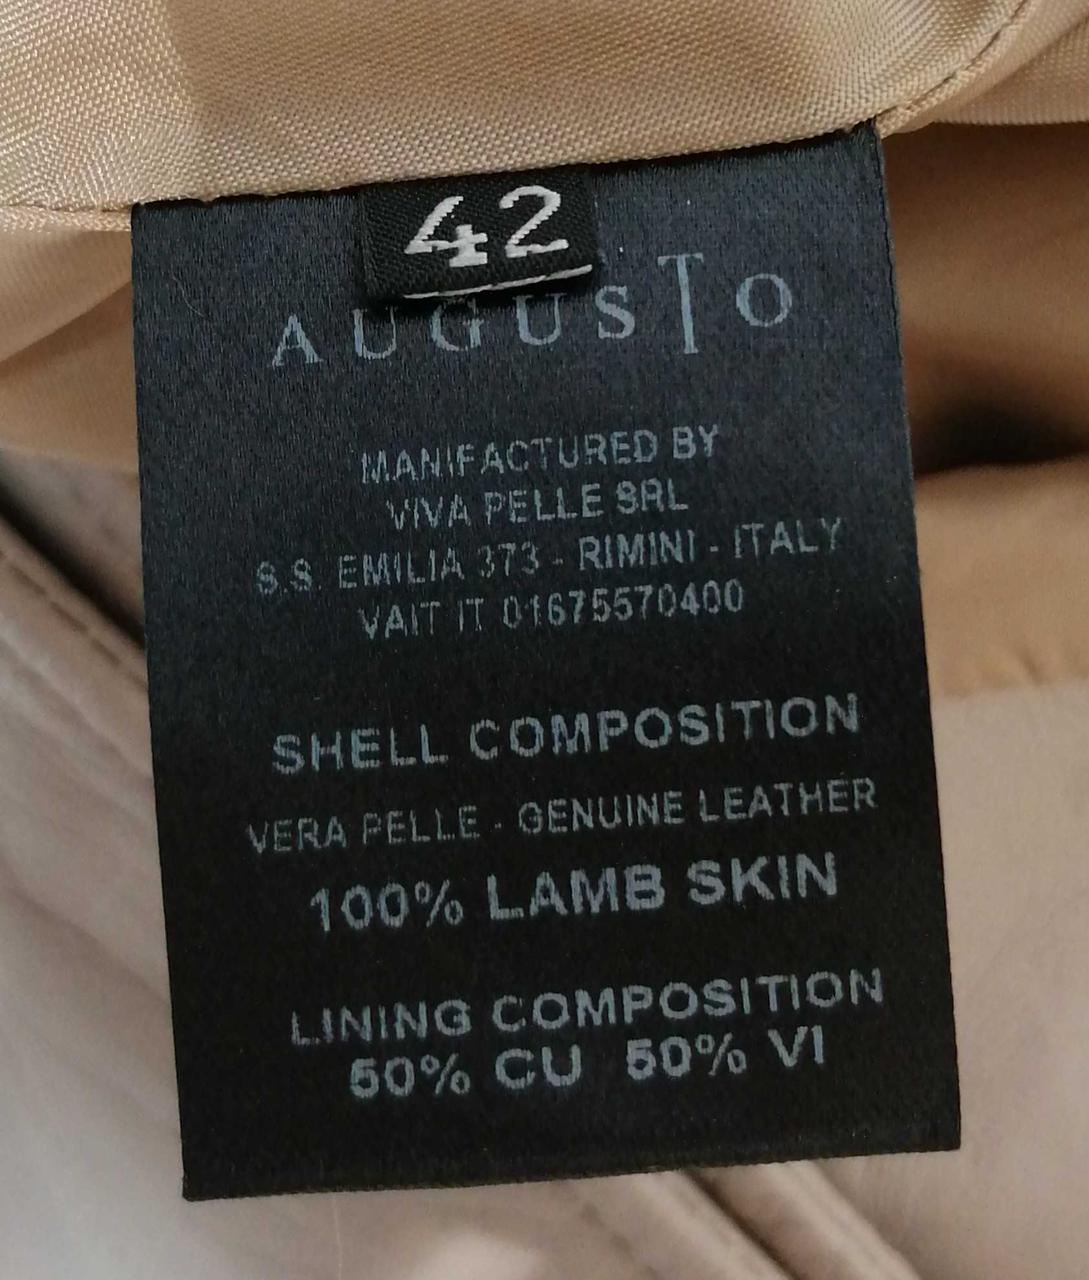 42
AUGUSTO
MANIFACTURED BY
VIVA PELLE SRL
S.S. EMILIA 373 - RIMINI - ITALY
VAIT IT 01675570400
SHELL COMPOSITION
VERA PELLE - GENUINE LEATHER
100% LAMB SKIN
LINING COMPOSITION
50% CU 50% VI